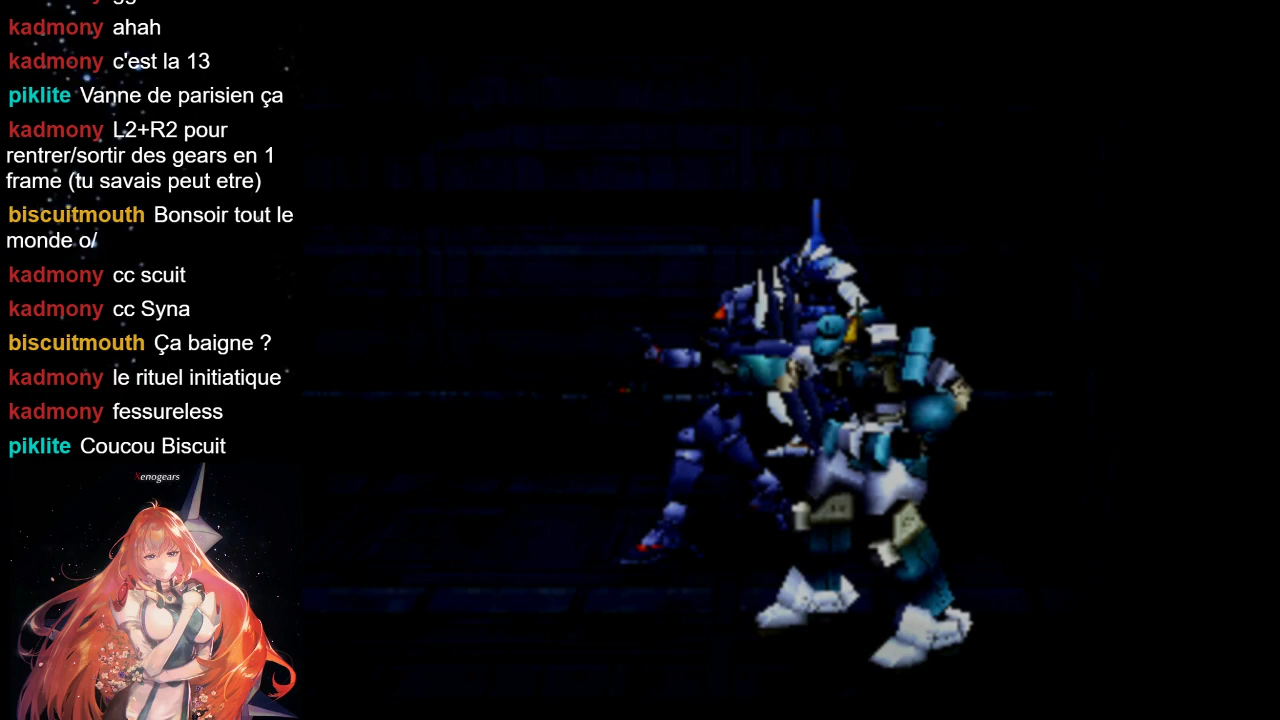 kadmony ahah
kadmony c'est la 13
piklite Vanne de parisien ça
kadmony L2+R2 pour
rentrer/sortir des gears en 1
frame (tu savais peut etre)
biscuitmouth Bonsoir tout le
monde o/
kadmony cc scuit
kadmony cc Syna
biscuitmouth Ça baigne ?
kadmony le rituel initiatique
kadmony fessureless
piklite Coucou Biscuit
Xenogears